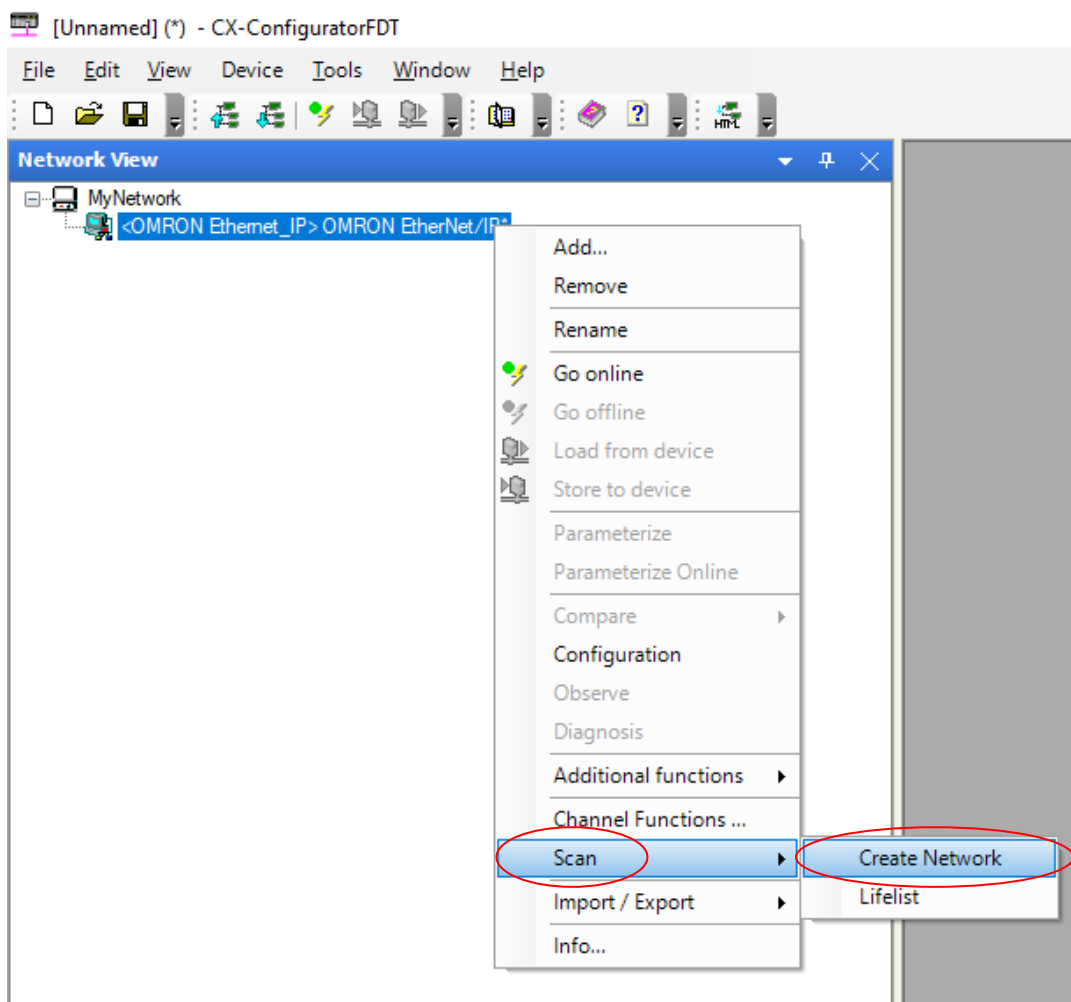 [Unnamed] (*) - CX-ConfiguratorFDT
File Edit View Device Tools Window Help
HTML
Network View
MyNetwork
<OMRON Ethernet_IP> OMRON EtherNet/IP*
Add...
Remove
Rename
Go online
Go offline
Load from device
Store to device
Parameterize
Parameterize Online
Compare
Configuration
Observe
Diagnosis
Additional functions
Channel Functions ...
Scan
Create Network
Import / Export
Lifelist
Info...